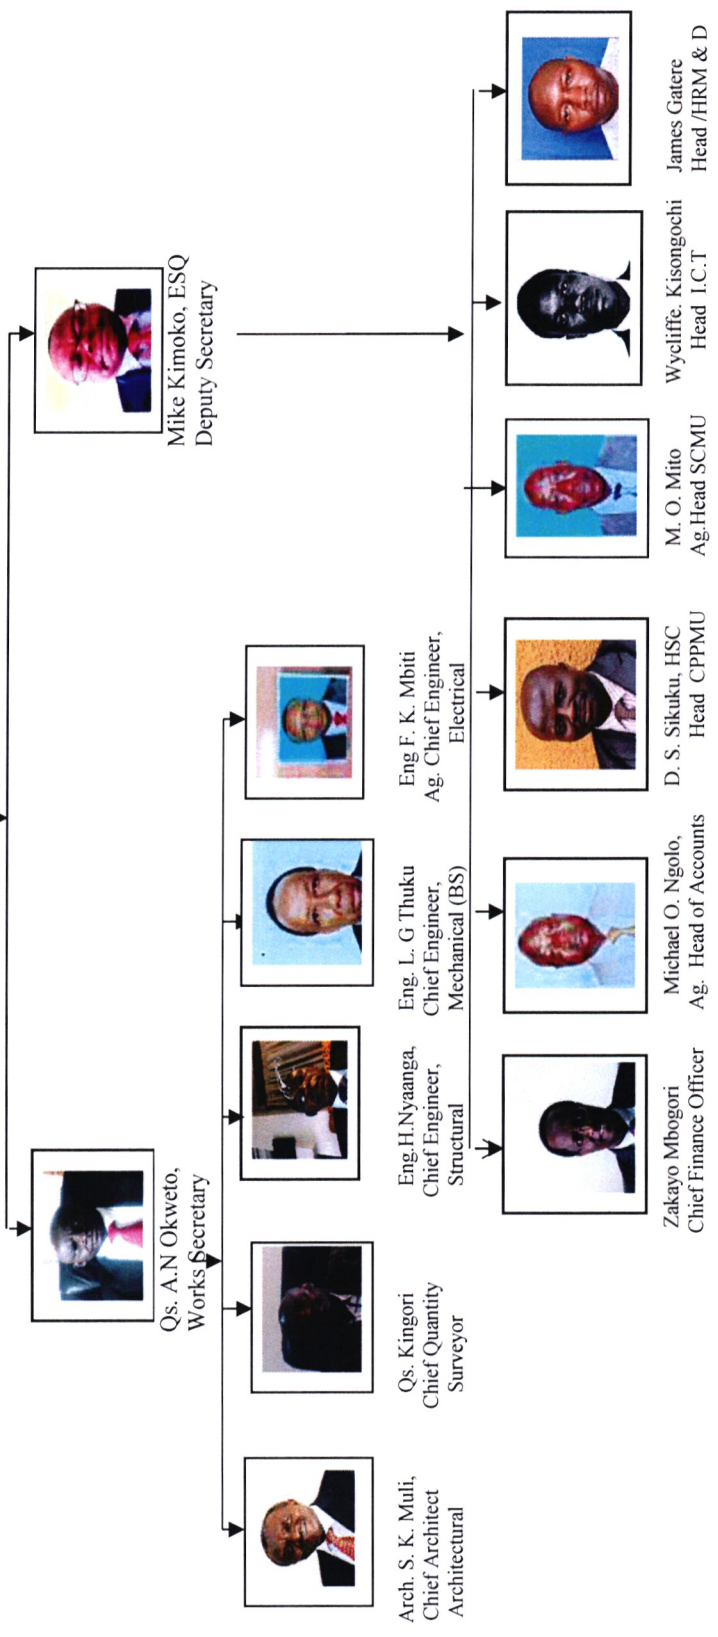 Qs. A.N Okweto,
Works Secretary
Mike Kimoko, ESQ
Deputy Secretary
Arch. S. K. Muli,
Chief Architect
Architectural
Qs. Kingori
Chief Quantity
Surveyor
Eng.H.Nyaanga,
Chief Engineer,
Structural
Eng. L. G Thuku
Chief Engineer,
Mechanical (BS)
Eng F. K. Mbiti
Ag. Chief Engineer,
Electrical
Zakayo Mbogori
Chief Finance Officer
Michael O. Ngolo,
Ag. Head of Accounts
D. S. Sikuku, HSC
Head CPPMU
M. O. Mito
Ag.Head SCMU
Wycliffe. Kisongochi
Head I.C.T
James Gatere
Head /HRM & D